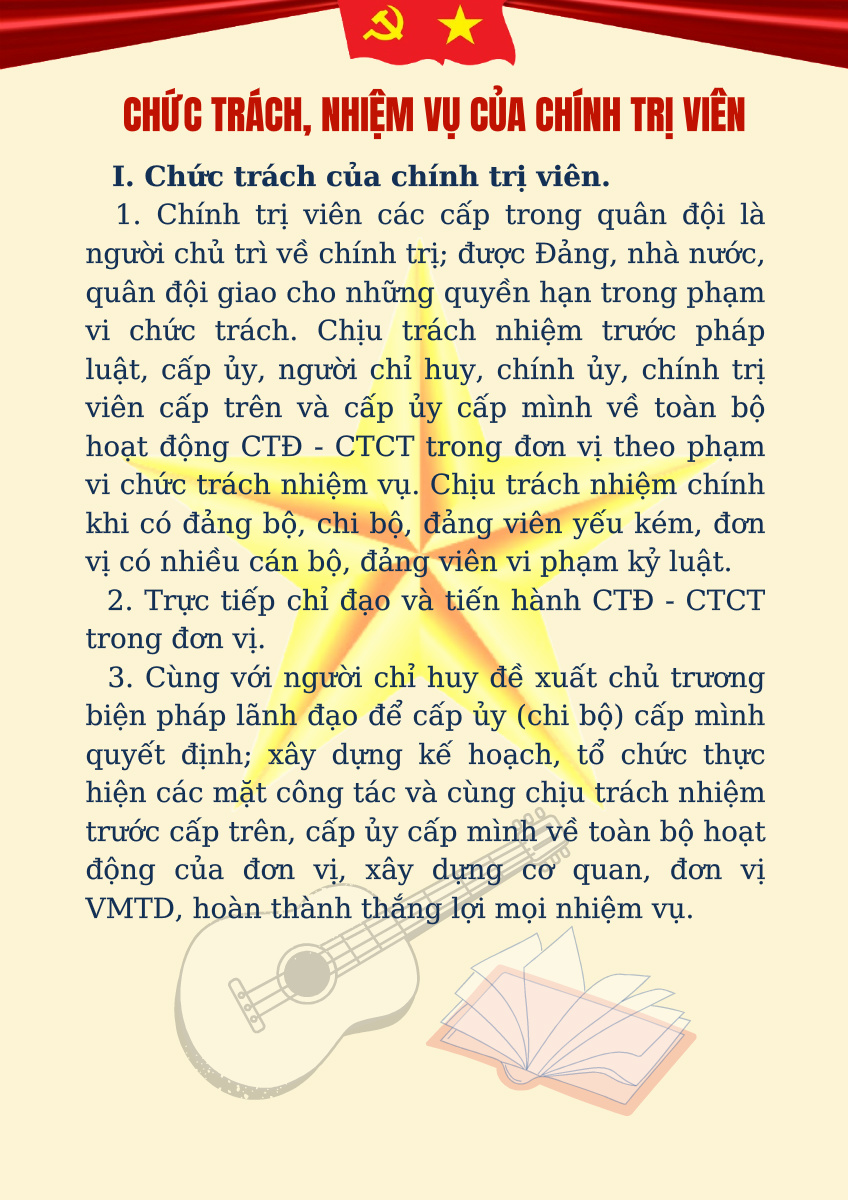 CHỨC TRÁCH, NHIỆM VỤ CỦA CHÍNH TRỊ VIÊN
I. Chức trách của chính trị viên.
1. Chính trị viên các cấp trong quân đội là
người chủ trì về chính trị; được Đảng, nhà nước,
quân đội giao cho những quyền hạn trong phạm
vi chức trách. Chịu trách nhiệm trước pháp
luật, cấp ủy, người chỉ huy, chính ủy, chính trị
viên cấp trên và cấp ủy cấp mình về toàn bộ
hoạt động CTĐ - CTCT trong đơn vị theo phạm
vi chức trách nhiệm vụ. Chịu trách nhiệm chính
khi có đảng bộ, chi bộ, đảng viên yếu kém, đơn
vị có nhiều cán bộ, đảng viên vi phạm kỷ luật.
2. Trực tiếp chỉ đạo và tiến hành CTĐ - CTCT
trong đơn vị.
3. Cùng với người chỉ huy đề xuất chủ trương
biện pháp lãnh đạo để cấp ủy (chi bộ) cấp mình
quyết định; xây dựng kế hoạch, tổ chức thực
hiện các mặt công tác và cùng chịu trách nhiệm
trước cấp trên, cấp ủy cấp mình về toàn bộ hoạt
động của đơn vị, xây dựng cơ quan, đơn vị
VMTD, hoàn thành thắng lợi mọi nhiệm vụ.